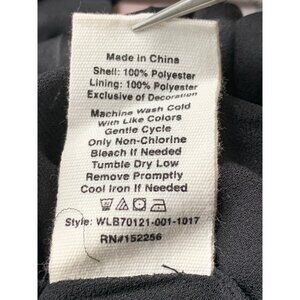 Made in China
Shell: 100% Polyester
Lining: 100% Polyester
Exclusive of Decoration
Machine Wash Cold
With Like Colors
Gentle Cycle
Only Non-Chlorine
Bleach If Needed
Tumble Dry Low
Remove Promptly
Cool Iron If Needed
Style: WLB70121-001-1017
RN#152256